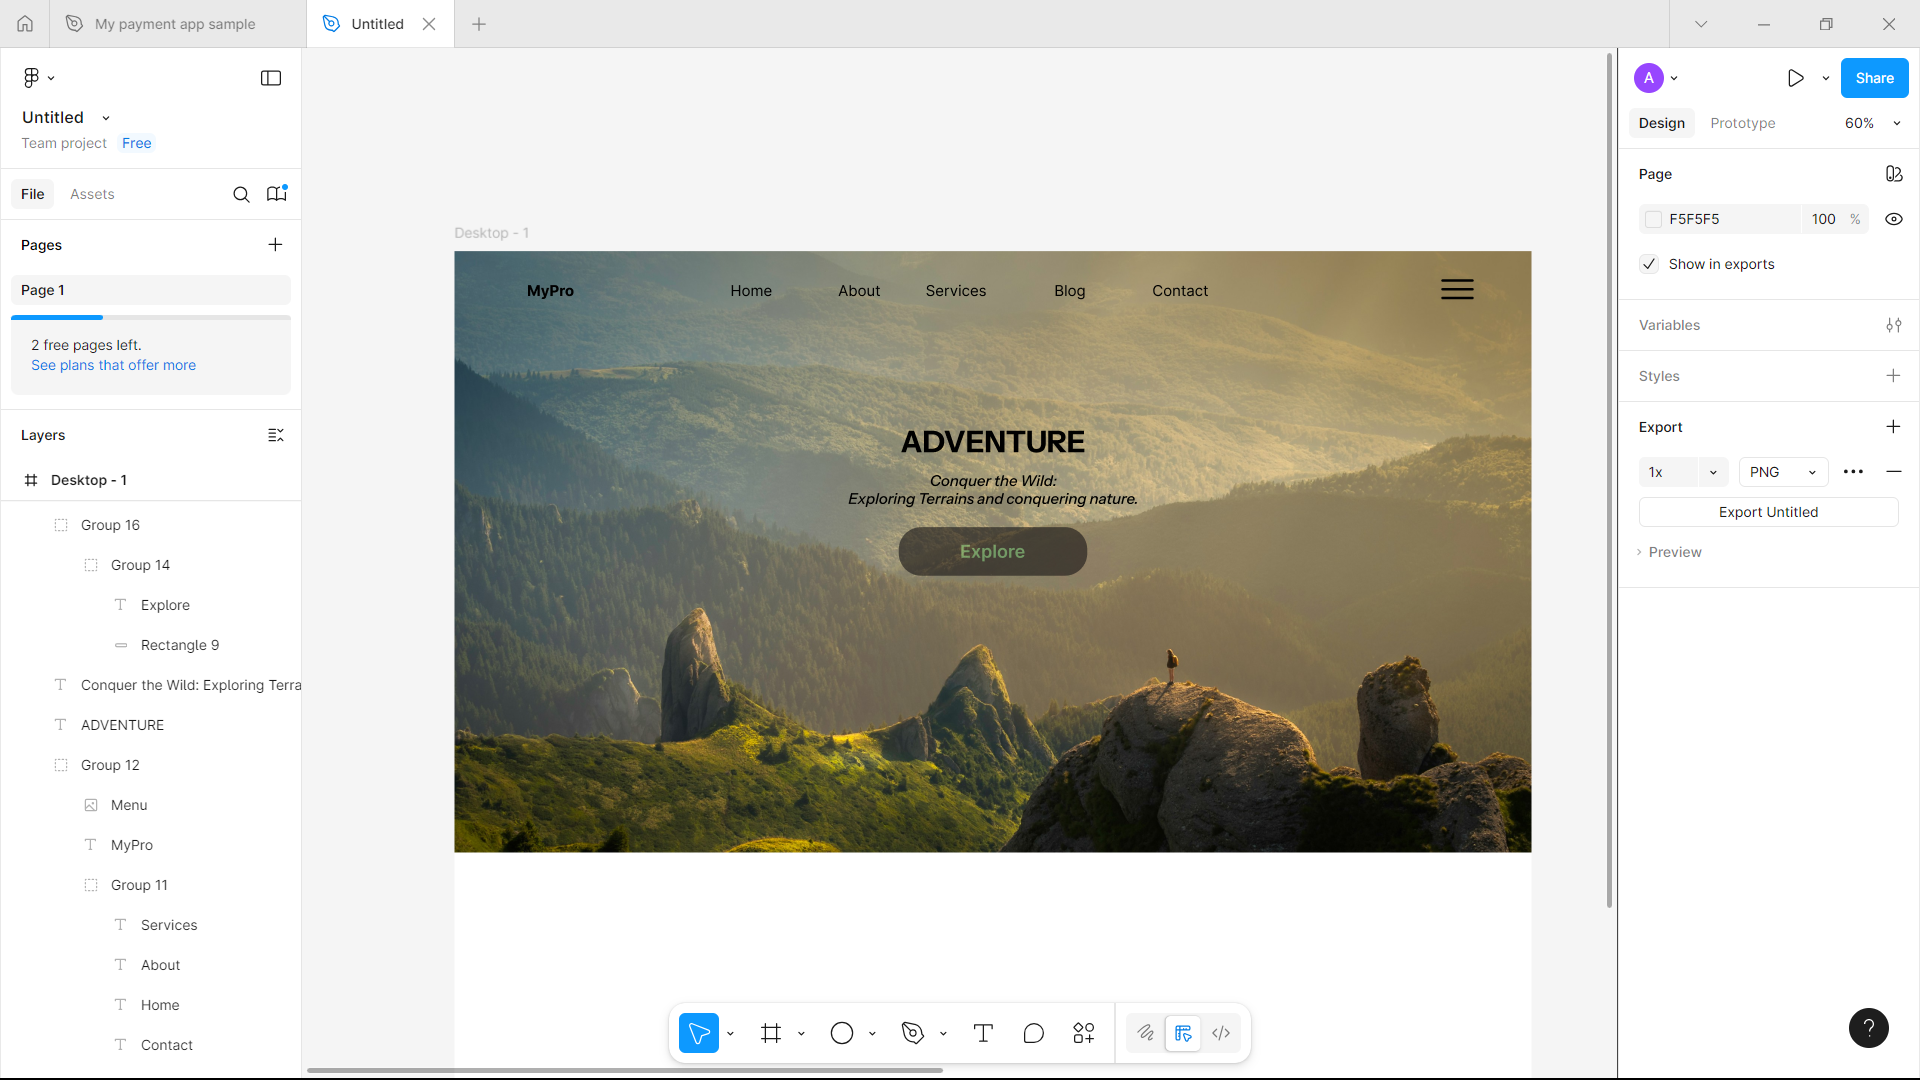 My payment app sample
Untitled
Untitled
Team project Free
File Assets
Pages
Page 1
2 free pages left.
See plans that offer more
Layers
Desktop - 1
Group 16
Group 14
Explore
Rectangle 9
Conquer the Wild: Exploring Terra
ADVENTURE
Group 12
Menu
MyPro
Group 11
Services
About
Home
Contact
Desktop - 1
MyPro Home About Services Blog Contact
ADVENTURE
Conquer the Wild:
Exploring Terrains and conquering nature.
Explore
A
Share
Design Prototype 60%
Page
F5F5F5 100 %
Show in exports
Variables
Styles
Export
1x PNG
Export Untitled
Preview
?